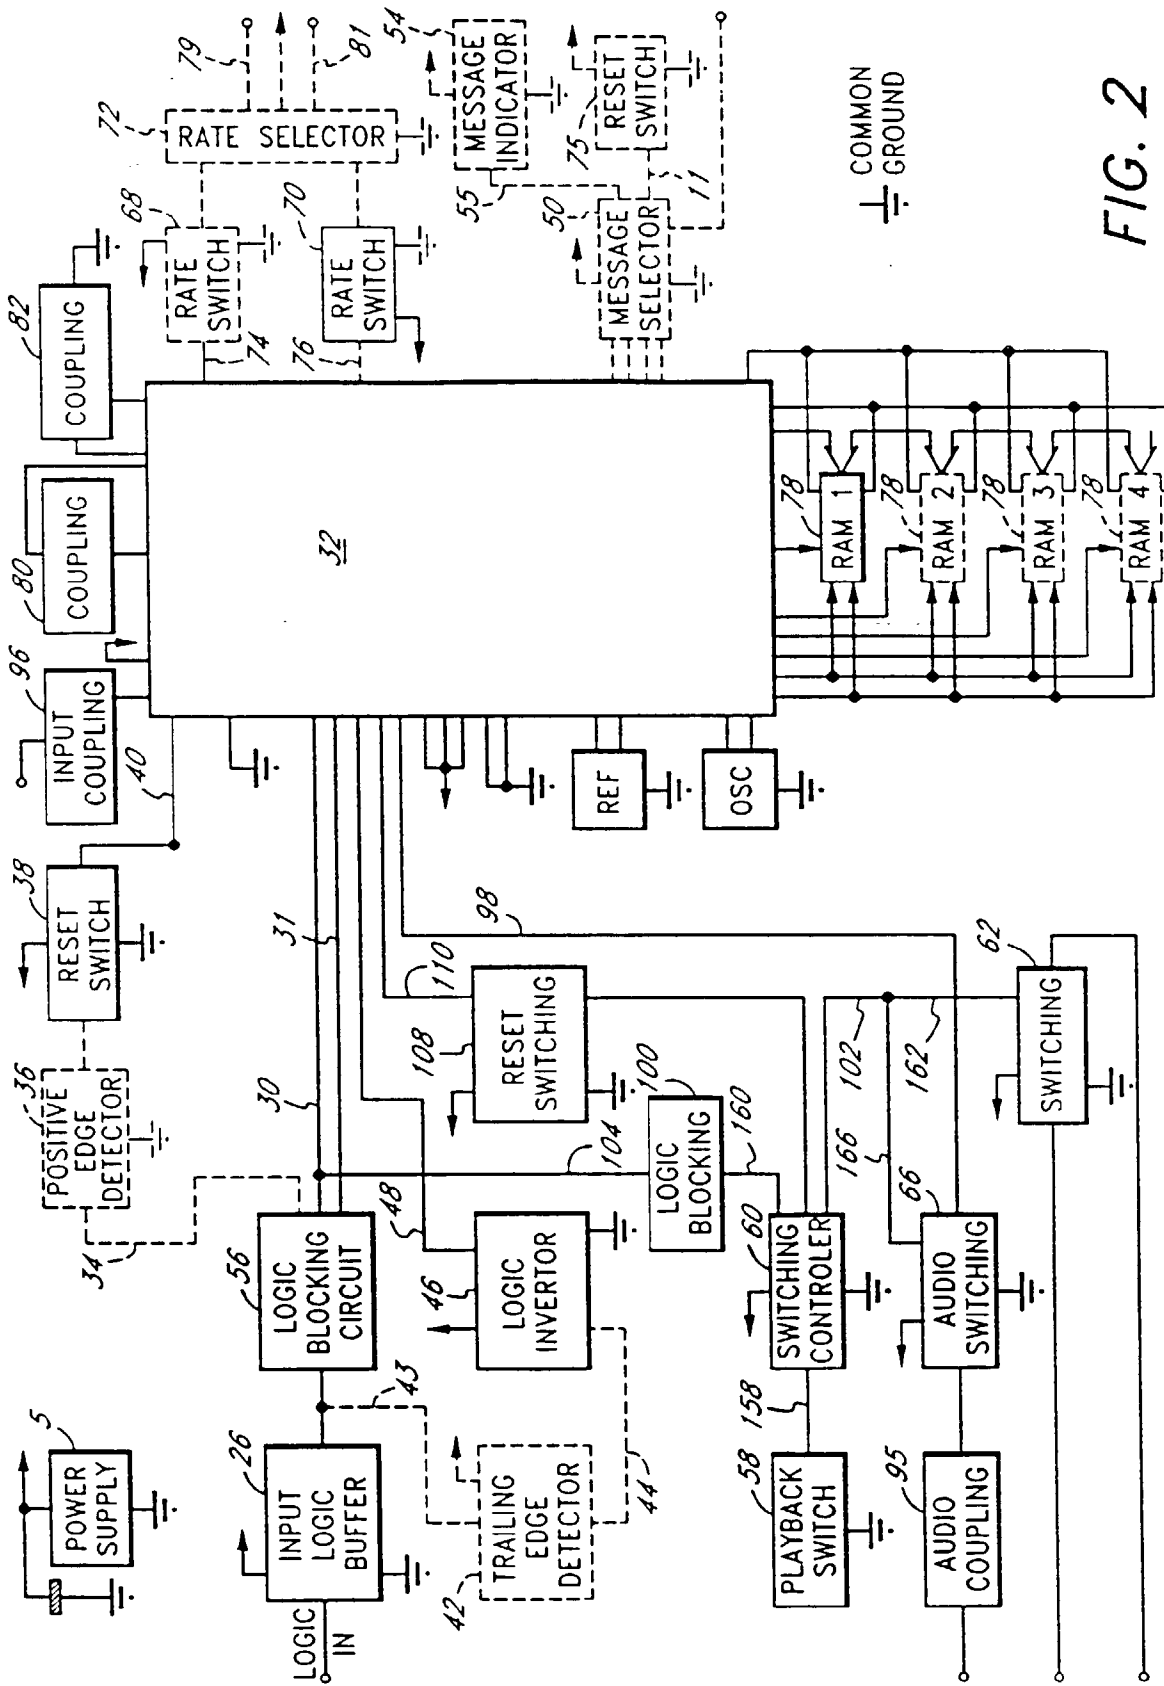 5
POWER
SUPPLY
LOGIC
IN
26
INPUT
LOGIC
BUFFER
43
42
TRAILING
EDGE
DETECTOR
44
34
36
POSITIVE
EDGE
DETECTOR
38
RESET
SWITCH
40
56
LOGIC
BLOCKING
CIRCUIT
30
31
46
LOGIC
INVERTOR
48
108
RESET
SWITCHING
110
104
100
LOGIC
BLOCKING
160
98
58
PLAYBACK
SWITCH
158
60
SWITCHING
CONTROLER
95
AUDIO
COUPLING
66
AUDIO
SWITCHING
166
102
162
62
SWITCHING
96
INPUT
COUPLING
80
COUPLING
82
COUPLING
32
REF
OSC
74
68
RATE
SWITCH
76
70
RATE
SWITCH
72
RATE SELECTOR
79
81
50
MESSAGE
SELECTOR
55
54
MESSAGE
INDICATOR
11
75
RESET
SWITCH
78
RAM 1
78
RAM 2
78
RAM 3
78
RAM 4
COMMON
GROUND
FIG. 2